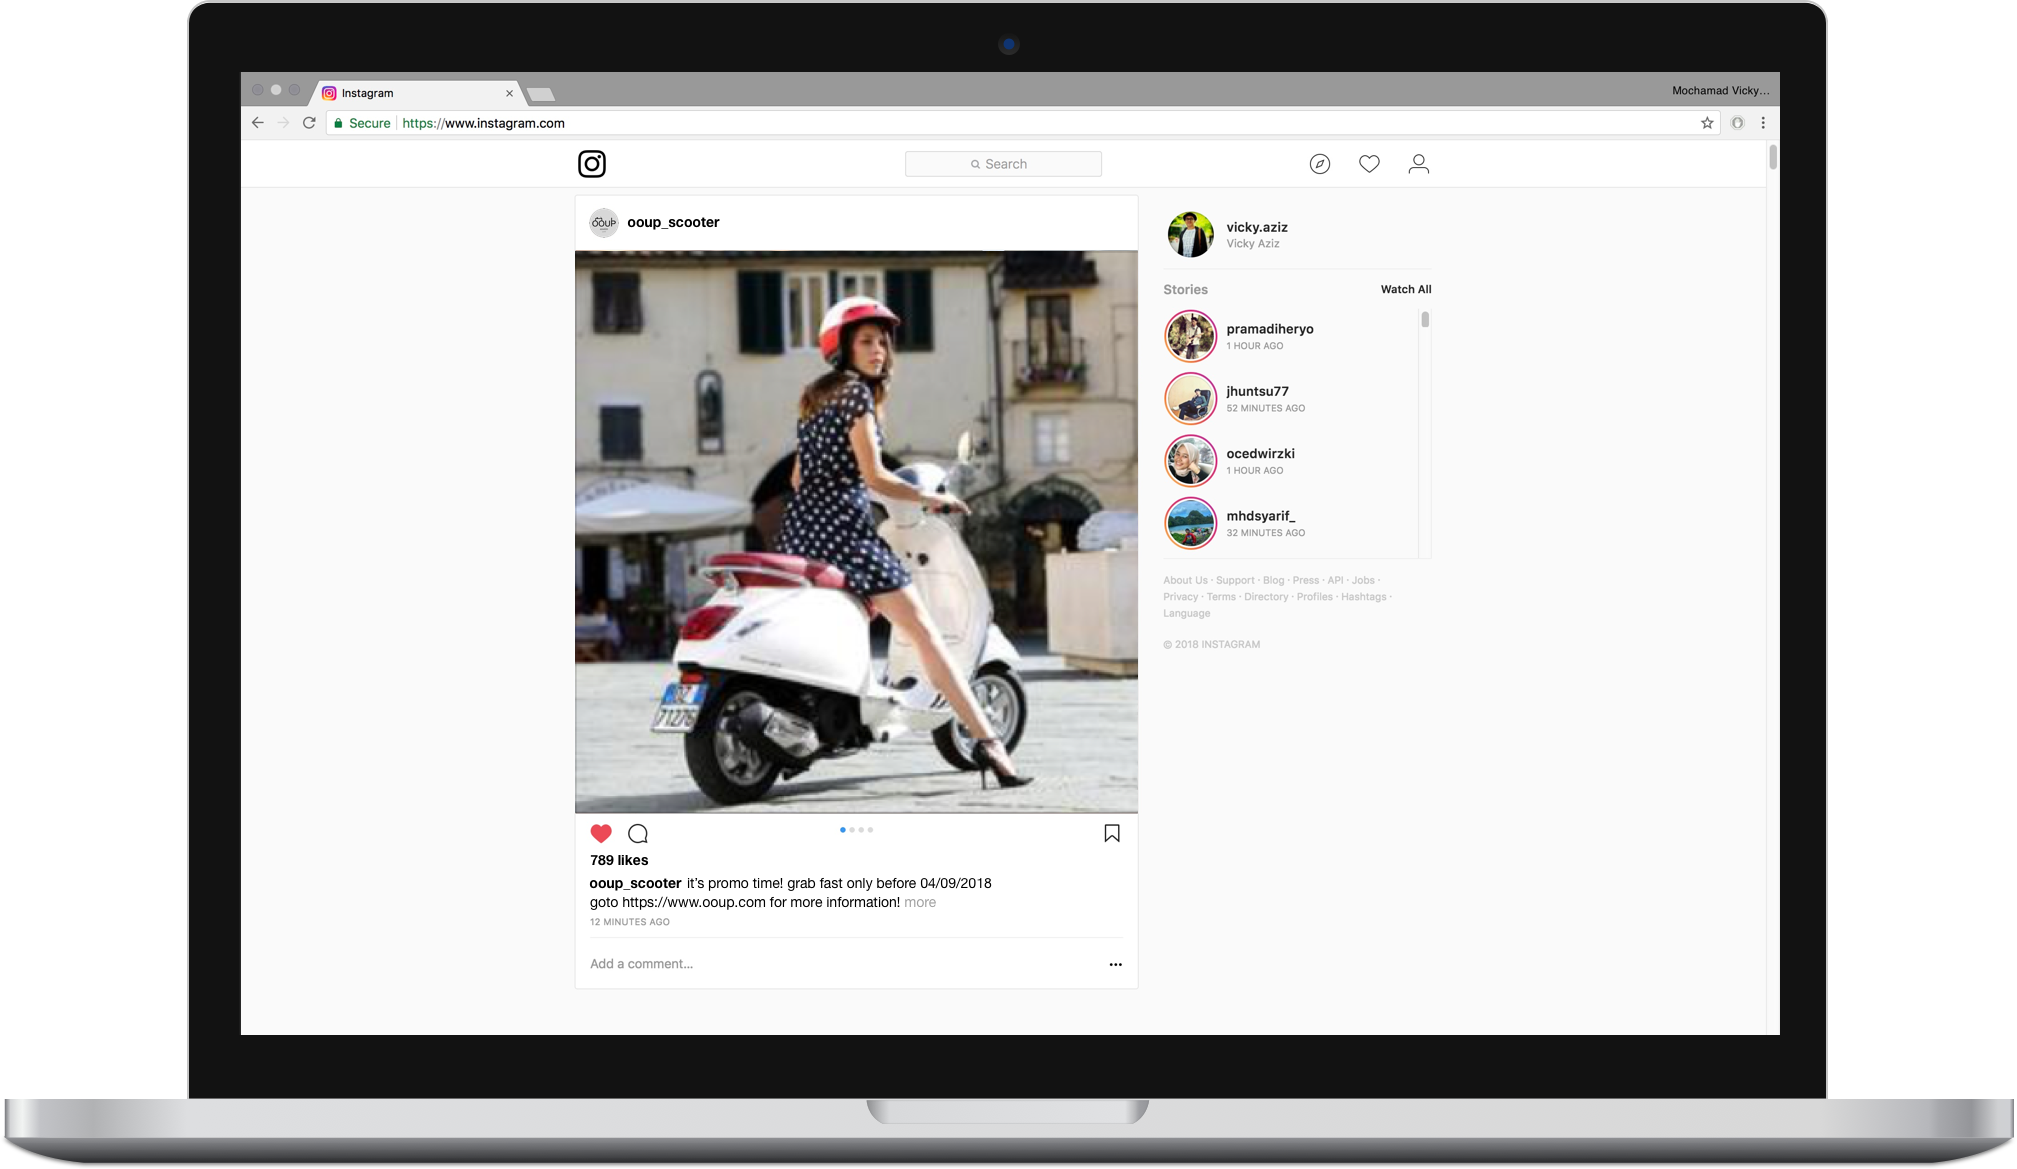 Instagram
Mochamad Vicky...
Secure https://www.instagram.com
Search
ooup
ooup_scooter
vicky.aziz
Vicky Aziz
Stories Watch All
pramadiheryo
1 HOUR AGO
jhuntsu77
52 MINUTES AGO
ocedwirzki
1 HOUR AGO
mhdsyarif_
32 MINUTES AGO
About Us · Support · Blog · Press · API · Jobs ·
Privacy · Terms · Directory · Profiles · Hashtags ·
Language
© 2018 INSTAGRAM
789 likes
ooup_scooter it's promo time! grab fast only before 04/09/2018
goto https://www.ooup.com for more information! more
12 MINUTES AGO
Add a comment...